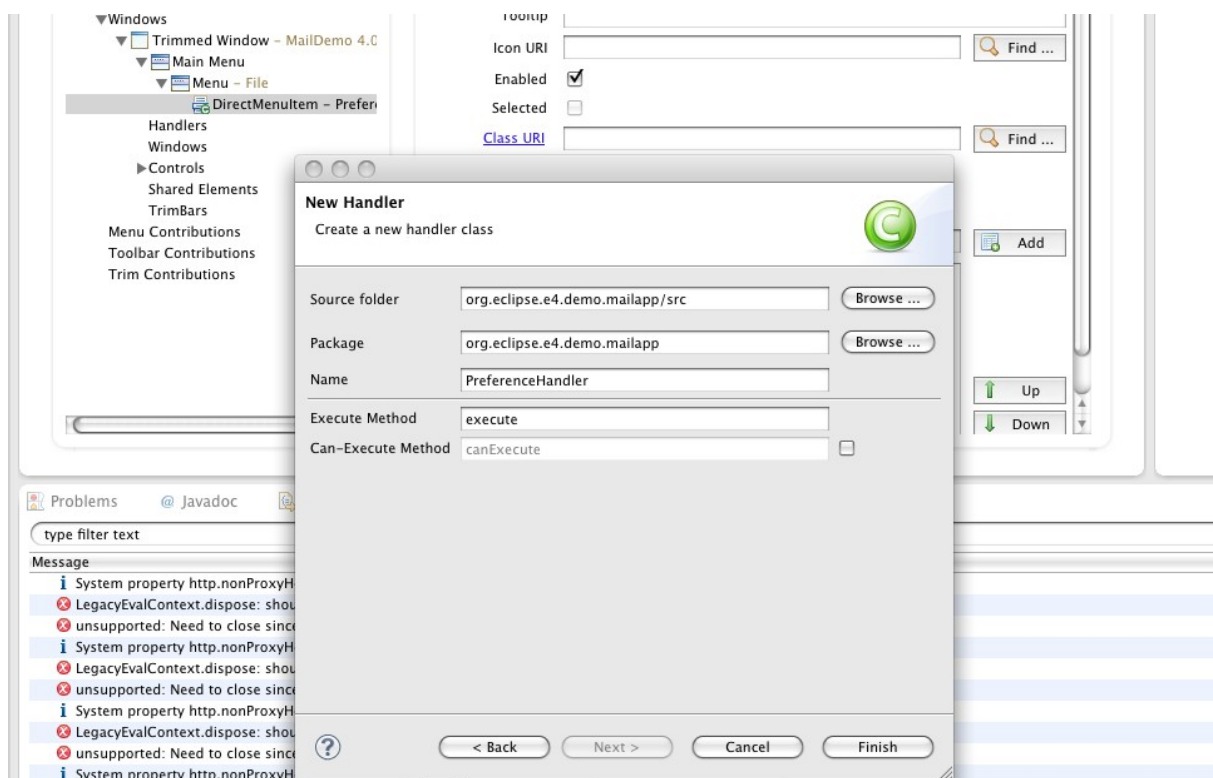 Windows
Trimmed Window – MailDemo 4.0
Main Menu
Menu – File
DirectMenuItem – Prefere
Handlers
Windows
Controls
Shared Elements
TrimBars
Menu Contributions
Toolbar Contributions
Trim Contributions
Tooltip
Icon URI
Find ...
Enabled
Selected
Class URI
Find ...
Add
Up
Down
New Handler
Create a new handler class
C
Source folder
org.eclipse.e4.demo.mailapp/src
Browse ...
Package
org.eclipse.e4.demo.mailapp
Browse ...
Name
PreferenceHandler
Execute Method
execute
Can-Execute Method
canExecute
< Back
Next >
Cancel
Finish
Problems
@ Javadoc
type filter text
Message
System property http.nonProxyH
LegacyEvalContext.dispose: shou
unsupported: Need to close since
System property http.nonProxyH
LegacyEvalContext.dispose: shou
unsupported: Need to close since
System property http.nonProxyH
LegacyEvalContext.dispose: shou
unsupported: Need to close since
System property http.nonProxyH